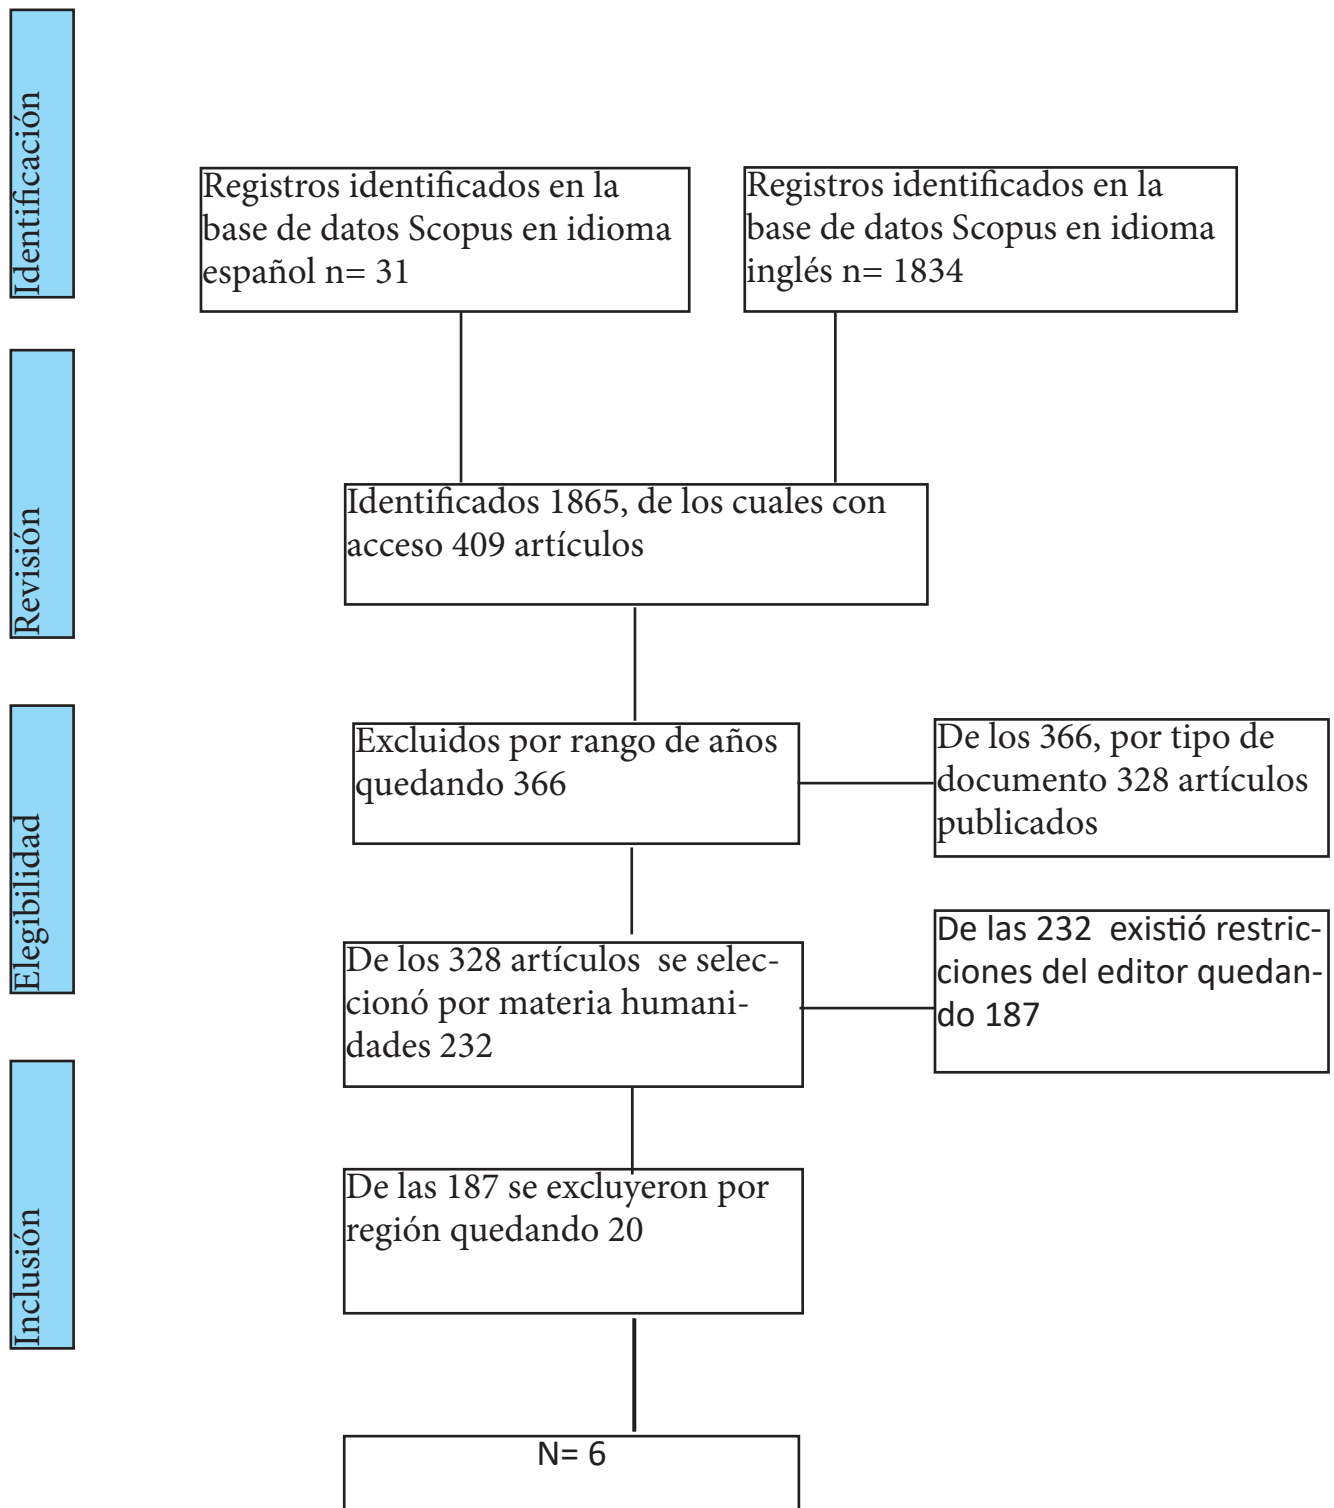 Identificación
Registros identificados en la
base de datos Scopus en idioma
español n= 31
Registros identificados en la
base de datos Scopus en idioma
inglés n= 1834
Revisión
Identificados 1865, de los cuales con
acceso 409 artículos
Elegibilidad
Excluidos por rango de años
quedando 366
De los 366, por tipo de
documento 328 artículos
publicados
De los 328 artículos  se selec-
cionó por materia humani-
dades 232
De las 232  existió restric-
ciones del editor quedan-
do 187
Inclusión
De las 187 se excluyeron por
región quedando 20
N= 6